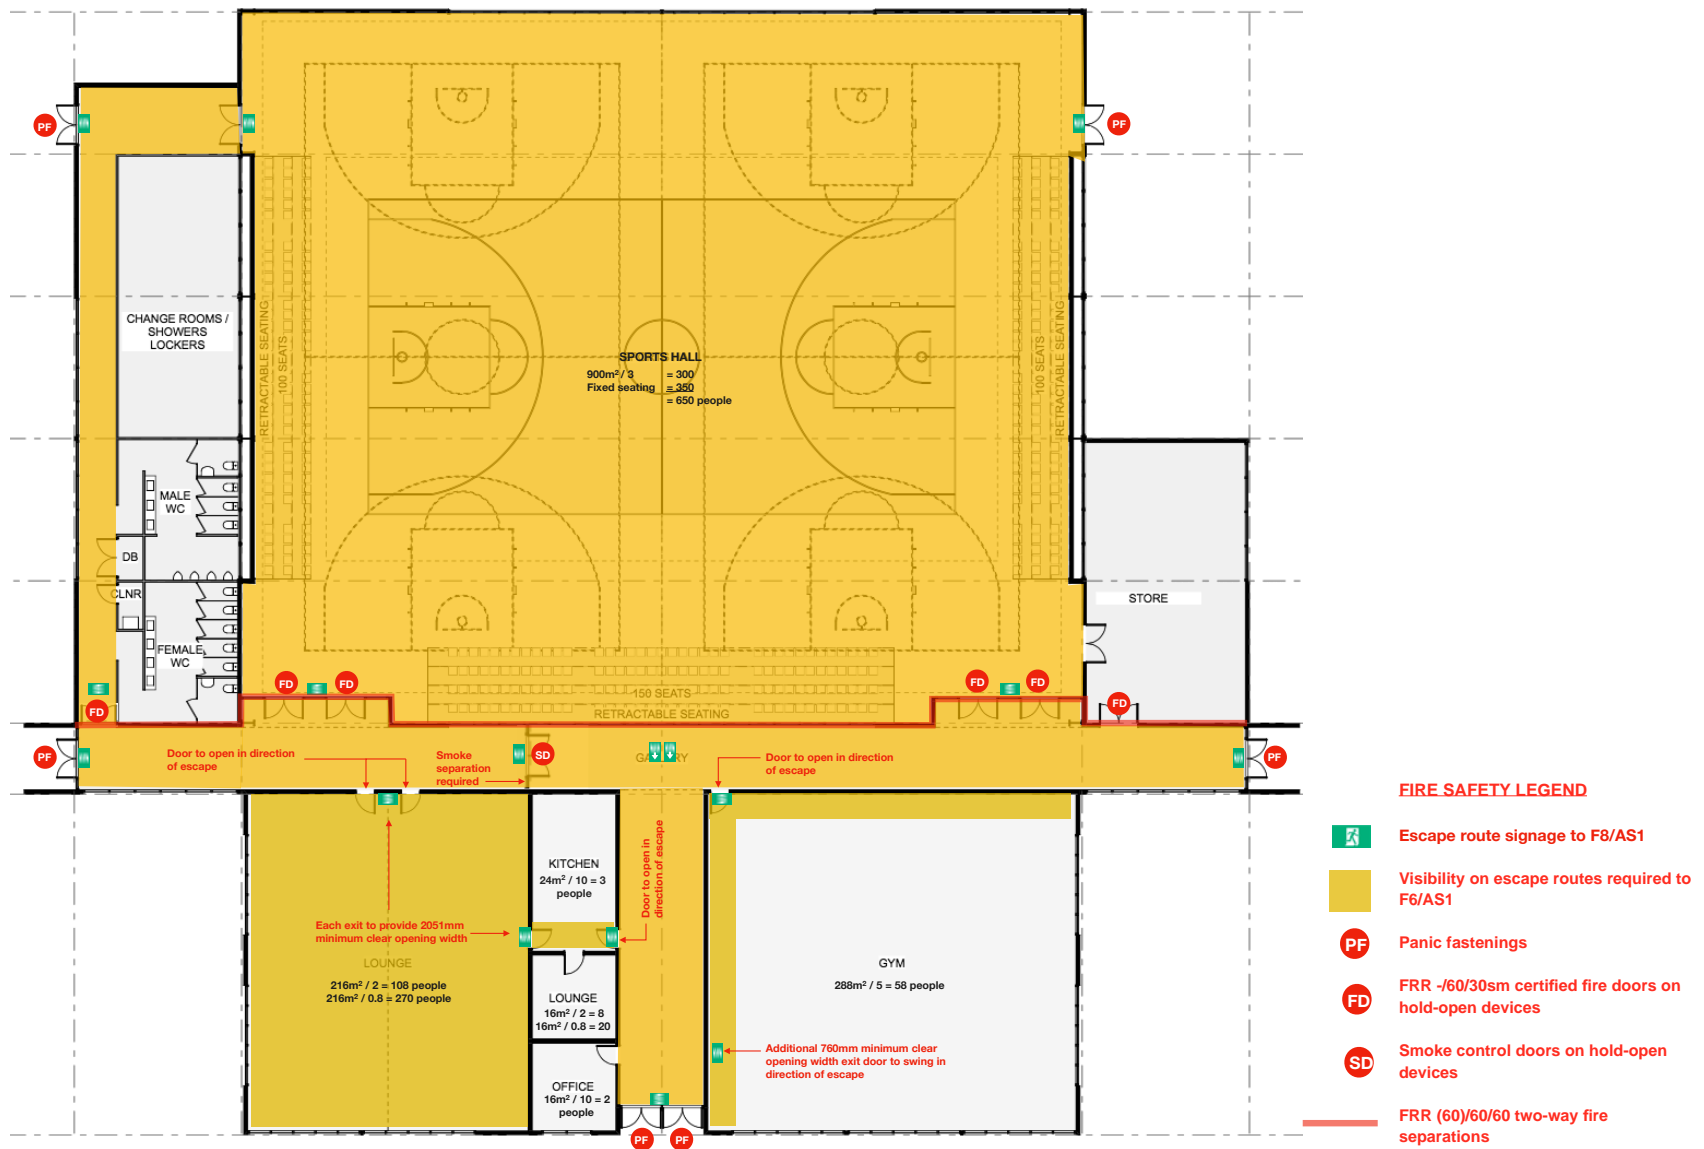 PF
PF
CHANGE ROOMS /
SHOWERS
LOCKERS
RETRACTABLE SEATING
100 SEATS
SPORTS HALL
900m² / 3 = 300
Fixed seating = 350
= 650 people
100 SEATS
RETRACTABLE SEATING
MALE
WC
DB
CLNR
FEMALE
WC
STORE
FD
FD
FD
FD
FD
FD
150 SEATS
RETRACTABLE SEATING
PF
Door to open in direction
of escape
Smoke
separation
required
SD
GALLERY
Door to open in direction
of escape
PF
KITCHEN
24m² / 10 = 3
people
Door to open in
direction of escape
Each exit to provide 2051mm
minimum clear opening width
LOUNGE
216m² / 2 = 108 people
216m² / 0.8 = 270 people
LOUNGE
16m² / 2 = 8
16m² / 0.8 = 20
OFFICE
16m² / 10 = 2
people
GYM
288m² / 5 = 58 people
Additional 760mm minimum clear
opening width exit door to swing in
direction of escape
PF
PF
FIRE SAFETY LEGEND
Escape route signage to F8/AS1
Visibility on escape routes required to
F6/AS1
PF
Panic fastenings
FD
FRR -/60/30sm certified fire doors on
hold-open devices
SD
Smoke control doors on hold-open
devices
FRR (60)/60/60 two-way fire
separations